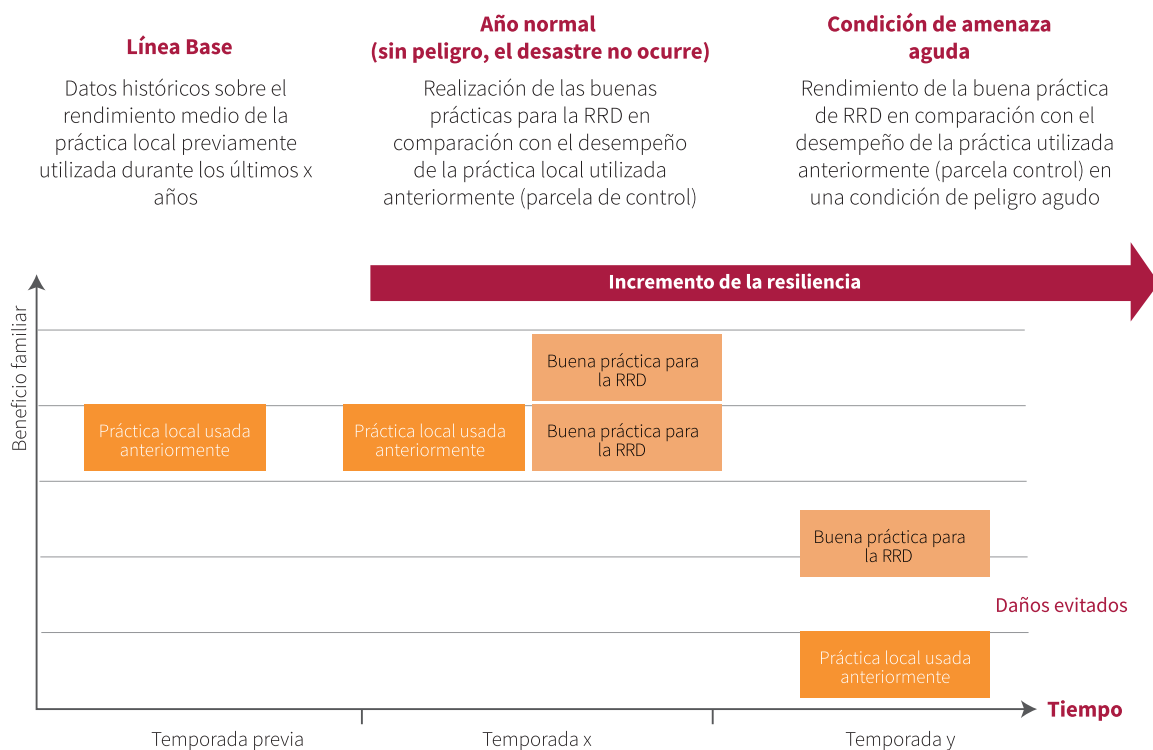 Línea Base
Datos históricos sobre el
rendimiento medio de la
práctica local previamente
utilizada durante los últimos x
años
Año normal
(sin peligro, el desastre no ocurre)
Realización de las buenas
prácticas para la RRD en
comparación con el desempeño
de la práctica local utilizada
anteriormente (parcela de control)
Condición de amenaza
aguda
Rendimiento de la buena práctica
de RRD en comparación con el
desempeño de la práctica utilizada
anteriormente (parcela control) en
una condición de peligro agudo
Incremento de la resiliencia
Beneficio familiar
Buena práctica para
la RRD
Práctica local usada
anteriormente
Práctica local usada
anteriormente
Buena práctica para
la RRD
Buena práctica para
la RRD
Daños evitados
Práctica local usada
anteriormente
Tiempo
Temporada previa
Temporada x
Temporada y